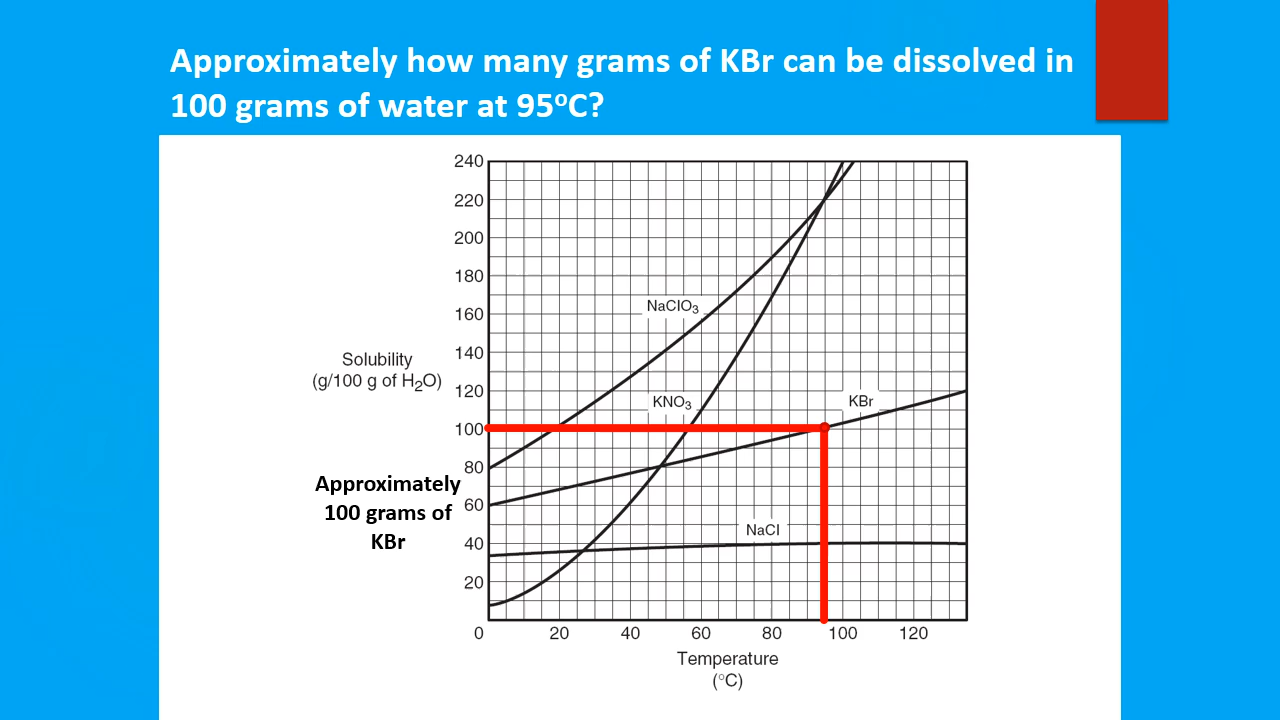 Approximately how many grams of KBr can be dissolved in
100 grams of water at 95°C?
240
220
200
180
160
140
120
100
80
60
40
20
0
Solubility
(g/100 g of H₂O)
Approximately
100 grams of
KBr
NaClO₃
KNO₃
KBr
NaCl
20 40 60 80 100 120
Temperature
(°C)